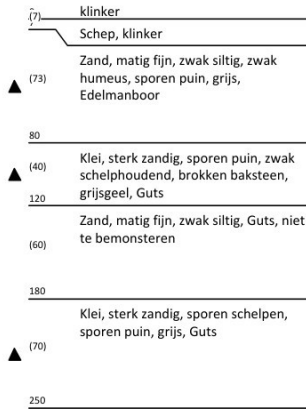 (7) klinker
Schep, klinker
Zand, matig fijn, zwak siltig, zwak
(73) humeus, sporen puin, grijs,
Edelmanboor
80
(40) Klei, sterk zandig, sporen puin, zwak
schelphoudend, brokken baksteen,
grijsgeel, Guts
120
Zand, matig fijn, zwak siltig, Guts, niet
te bemonsteren
(60)
180
Klei, sterk zandig, sporen schelpen,
sporen puin, grijs, Guts
(70)
250